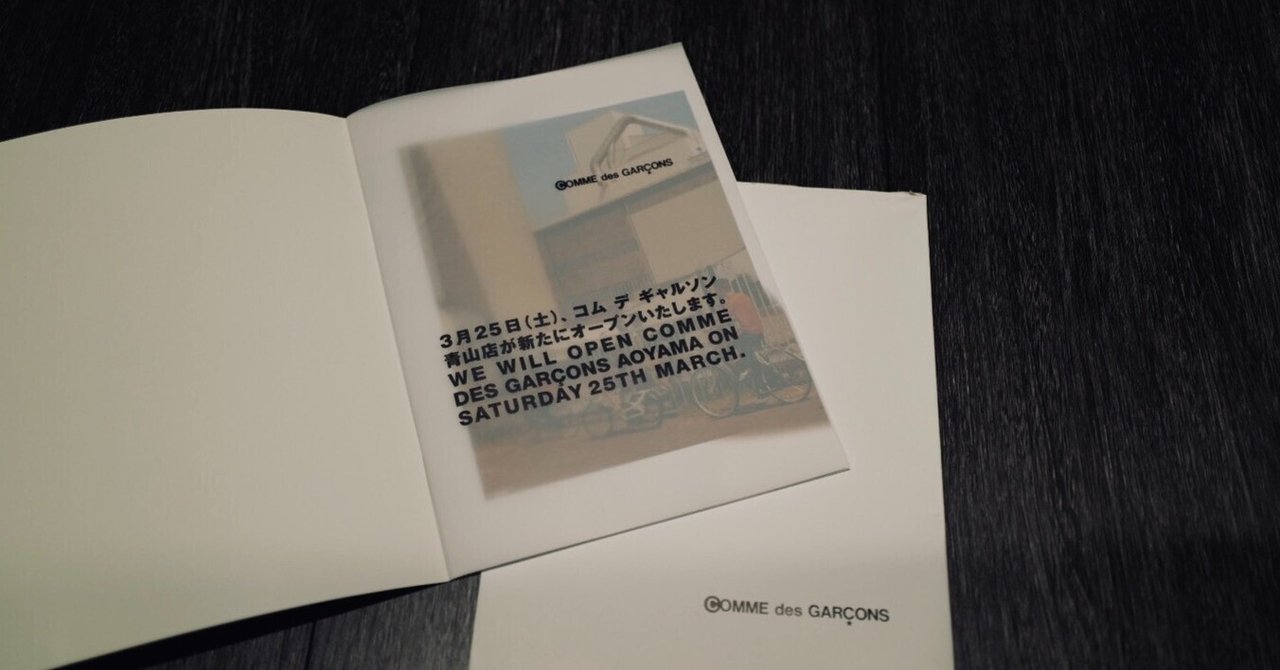 COMME des GARÇONS
3月25日(土)、コム デ ギャルソン
青山店が新たにオープンいたします。
WE WILL OPEN COMME
DES GARÇONS AOYAMA ON
SATURDAY 25TH MARCH.
COMME des GARÇONS